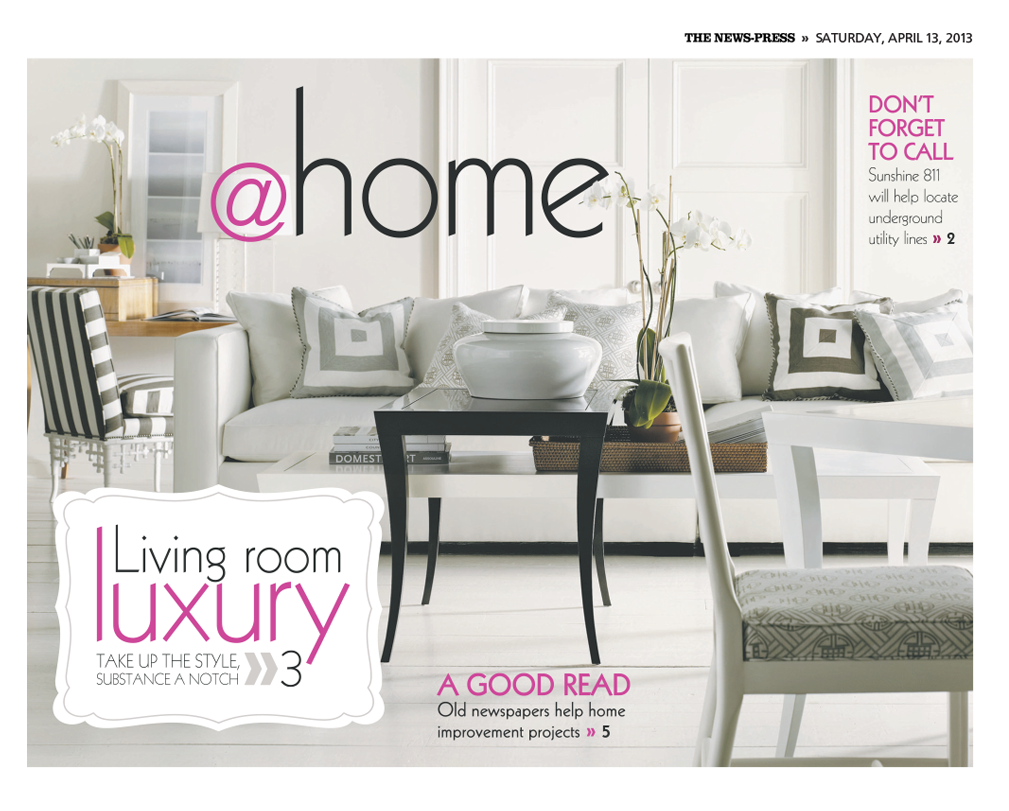 THE NEWS-PRESS » SATURDAY, APRIL 13, 2013
@home
DON'T
FORGET
TO CALL
Sunshine 811
will help locate
underground
utility lines » 2
Living room
luxury
TAKE UP THE STYLE,
SUBSTANCE A NOTCH » 3
A GOOD READ
Old newspapers help home
improvement projects » 5